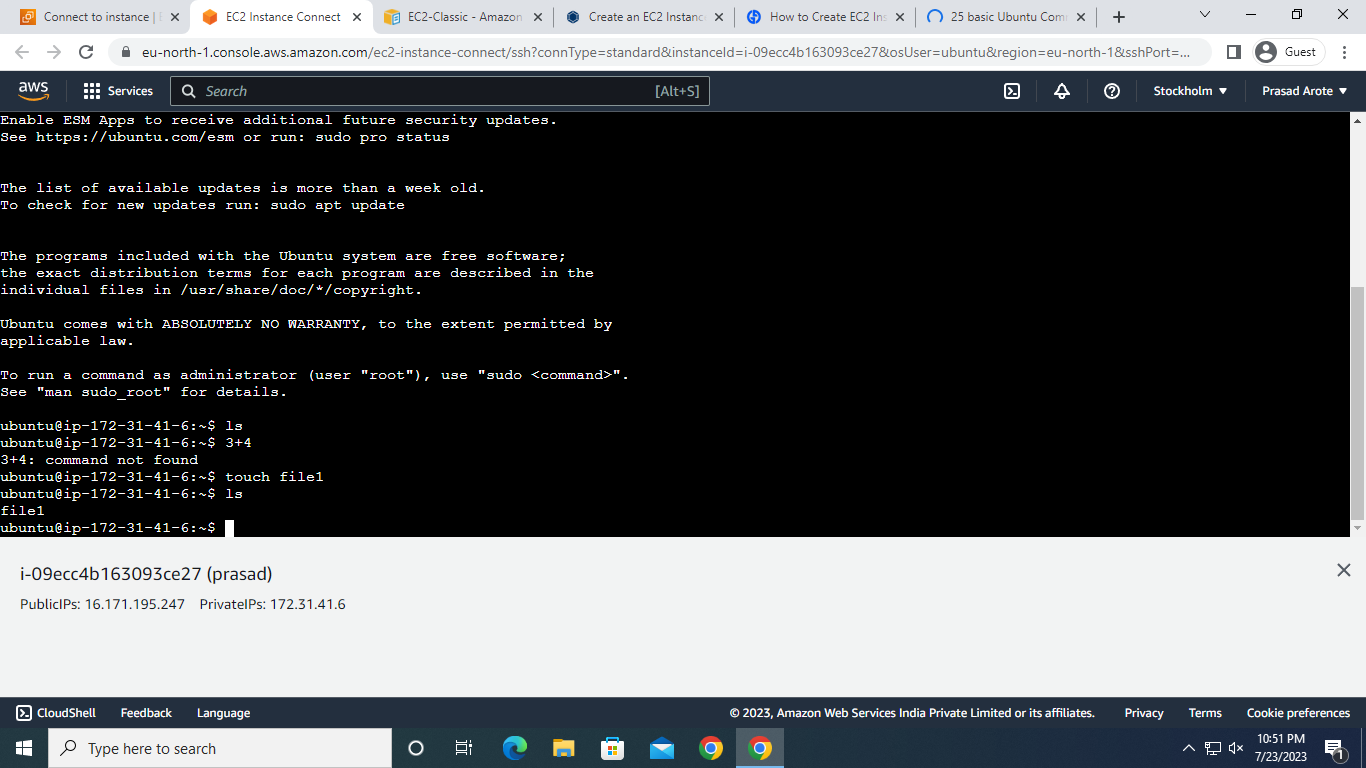 Connect to instance | E
EC2 Instance Connect
EC2-Classic - Amazon
Create an EC2 Instanc
How to Create EC2 Ins
25 basic Ubuntu Com
eu-north-1.console.aws.amazon.com/ec2-instance-connect/ssh?connType=standard&instanceId=i-09ecc4b163093ce27&osUser=ubuntu&region=eu-north-1&sshPort=...
Guest
aws
Services
Search
[Alt+S]
Stockholm
Prasad Arote
Enable ESM Apps to receive additional future security updates.
See https://ubuntu.com/esm or run: sudo pro status
The list of available updates is more than a week old.
To check for new updates run: sudo apt update
The programs included with the Ubuntu system are free software;
the exact distribution terms for each program are described in the
individual files in /usr/share/doc/*/copyright.
Ubuntu comes with ABSOLUTELY NO WARRANTY, to the extent permitted by
applicable law.
To run a command as administrator (user "root"), use "sudo <command>".
See "man sudo_root" for details.
ubuntu@ip-172-31-41-6:~$ ls
ubuntu@ip-172-31-41-6:~$ 3+4
3+4: command not found
ubuntu@ip-172-31-41-6:~$ touch file1
ubuntu@ip-172-31-41-6:~$ ls
file1
ubuntu@ip-172-31-41-6:~$
i-09ecc4b163093ce27 (prasad)
PublicIPs: 16.171.195.247 PrivateIPs: 172.31.41.6
CloudShell
Feedback
Language
© 2023, Amazon Web Services India Private Limited or its affiliates.
Privacy
Terms
Cookie preferences
Type here to search
10:51 PM
7/23/2023
1